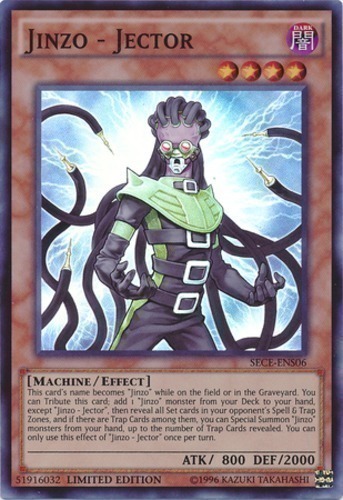 JINZO - JECTOR
DARK
闇
SECE-ENS06
[MACHINE/EFFECT]
This card's name becomes "Jinzo" while on the field or in the Graveyard. You
can Tribute this card; add 1 "Jinzo" monster from your Deck to your hand,
except "Jinzo - Jector", then reveal all Set cards in your opponent's Spell & Trap
Zones, and if there are Trap Cards among them, you can Special Summon "Jinzo"
monsters from your hand, up to the number of Trap Cards revealed. You can
only use this effect of "Jinzo - Jector" once per turn.
ATK/ 800 DEF/2000
51916032 LIMITED EDITION ©1996 KAZUKI TAKAHASHI